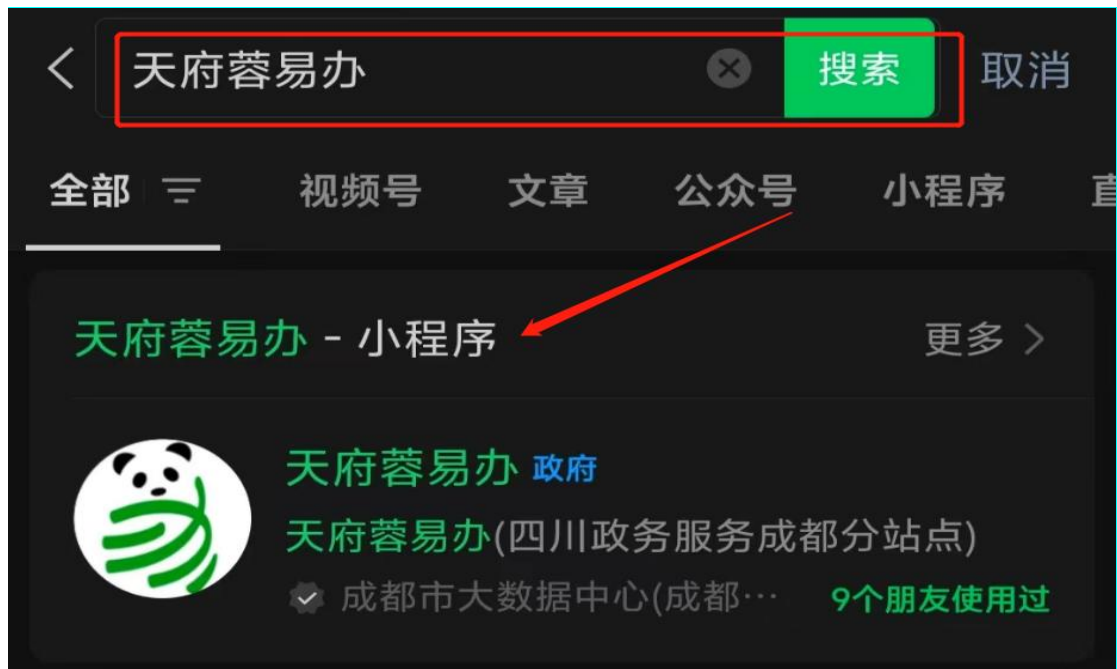 天府蓉易办 搜索 取消
全部 视频号 文章 公众号 小程序
天府蓉易办 - 小程序 更多
天府蓉易办 政府
天府蓉易办(四川政务服务成都分站点)
成都市大数据中心(成都… 9个朋友使用过